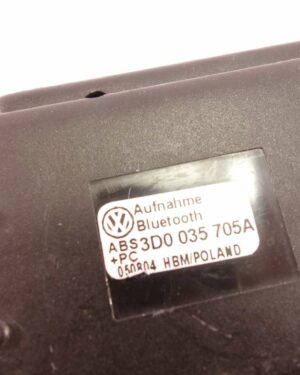 Aufnahme
Bluetooth
ABS 3D0 035 705A
+PC
050804 HBM/POLAND